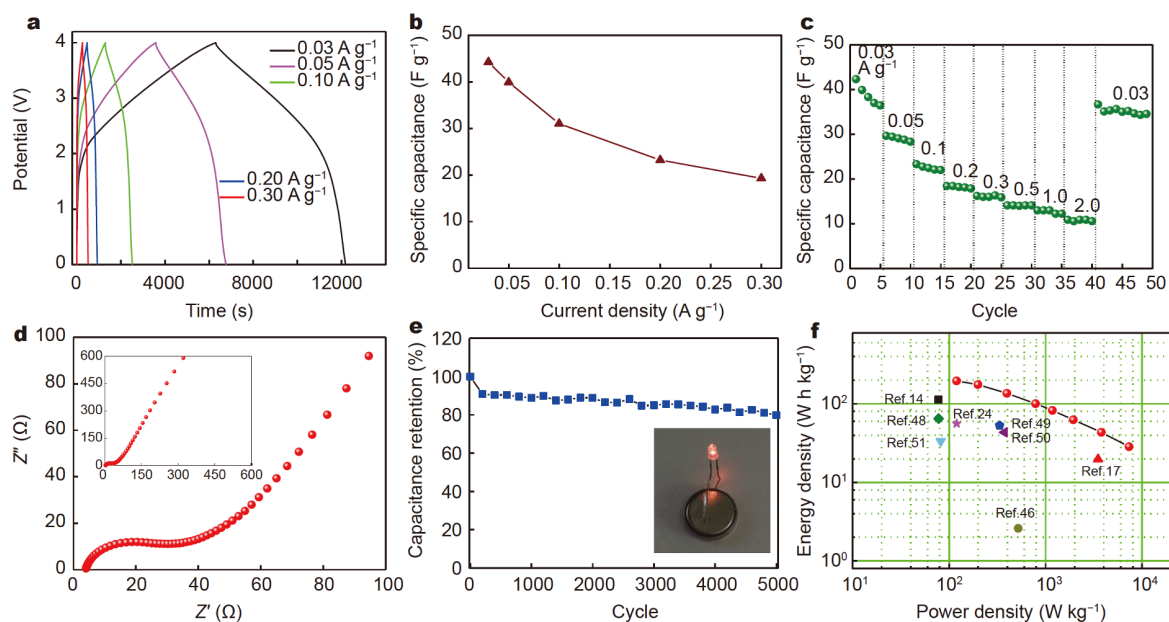 a
4
3
2
1
0
Potential (V)
0.03 A g⁻¹
0.05 A g⁻¹
0.10 A g⁻¹
0.20 A g⁻¹
0.30 A g⁻¹
0 4000 8000 12000
Time (s)
b
50
40
30
20
10
0
Specific capacitance (F g⁻¹)
0.05 0.10 0.15 0.20 0.25 0.30
Current density (A g⁻¹)
c
50
40
30
20
10
0
Specific capacitance (F g⁻¹)
0.03
A g⁻¹
0.05
0.1
0.2
0.3
0.5
1.0
2.0
0.03
0 5 10 15 20 25 30 35 40 45 50
Cycle
d
100
80
60
40
20
0
Z″ (Ω)
600
450
300
150
0
0 150 300 450 600
0 20 40 60 80 100
Z′ (Ω)
e
120
100
80
60
40
20
0
Capacitance retention (%)
0 1000 2000 3000 4000 5000
Cycle
f
10²
10¹
10⁰
Energy density (W h kg⁻¹)
Ref.14
Ref.48
Ref.24
Ref.51
Ref.49
Ref.50
Ref.17
Ref.46
10¹ 10² 10³ 10⁴
Power density (W kg⁻¹)